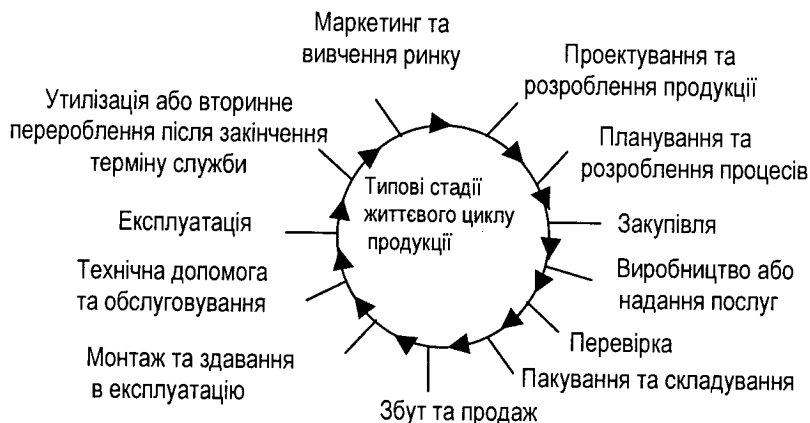 Маркетинг та
вивчення ринку
Проектування та
розроблення продукції
Планування та
розроблення процесів
Закупівля
Виробництво або
надання послуг
Перевірка
Пакування та складування
Збут та продаж
Монтаж та здавання
в експлуатацію
Технічна допомога
та обслуговування
Експлуатація
Утилізація або вторинне
перероблення після закінчення
терміну служби
Типові стадії
життєвого циклу
продукції